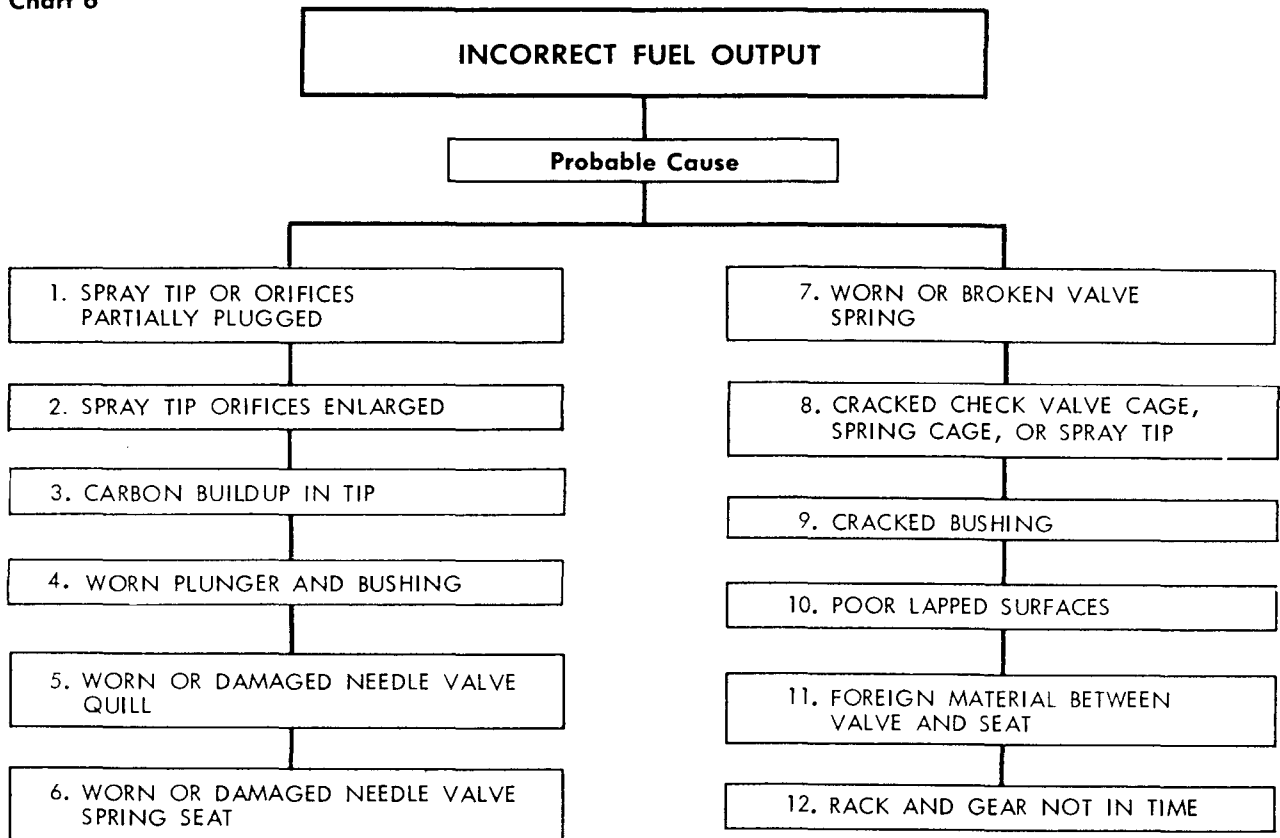 Chart 6
INCORRECT FUEL OUTPUT
Probable Cause
1. SPRAY TIP OR ORIFICES
PARTIALLY PLUGGED
2. SPRAY TIP ORIFICES ENLARGED
3. CARBON BUILDUP IN TIP
4. WORN PLUNGER AND BUSHING
5. WORN OR DAMAGED NEEDLE VALVE
QUILL
6. WORN OR DAMAGED NEEDLE VALVE
SPRING SEAT
7. WORN OR BROKEN VALVE
SPRING
8. CRACKED CHECK VALVE CAGE,
SPRING CAGE, OR SPRAY TIP
9. CRACKED BUSHING
10. POOR LAPPED SURFACES
11. FOREIGN MATERIAL BETWEEN
VALVE AND SEAT
12. RACK AND GEAR NOT IN TIME